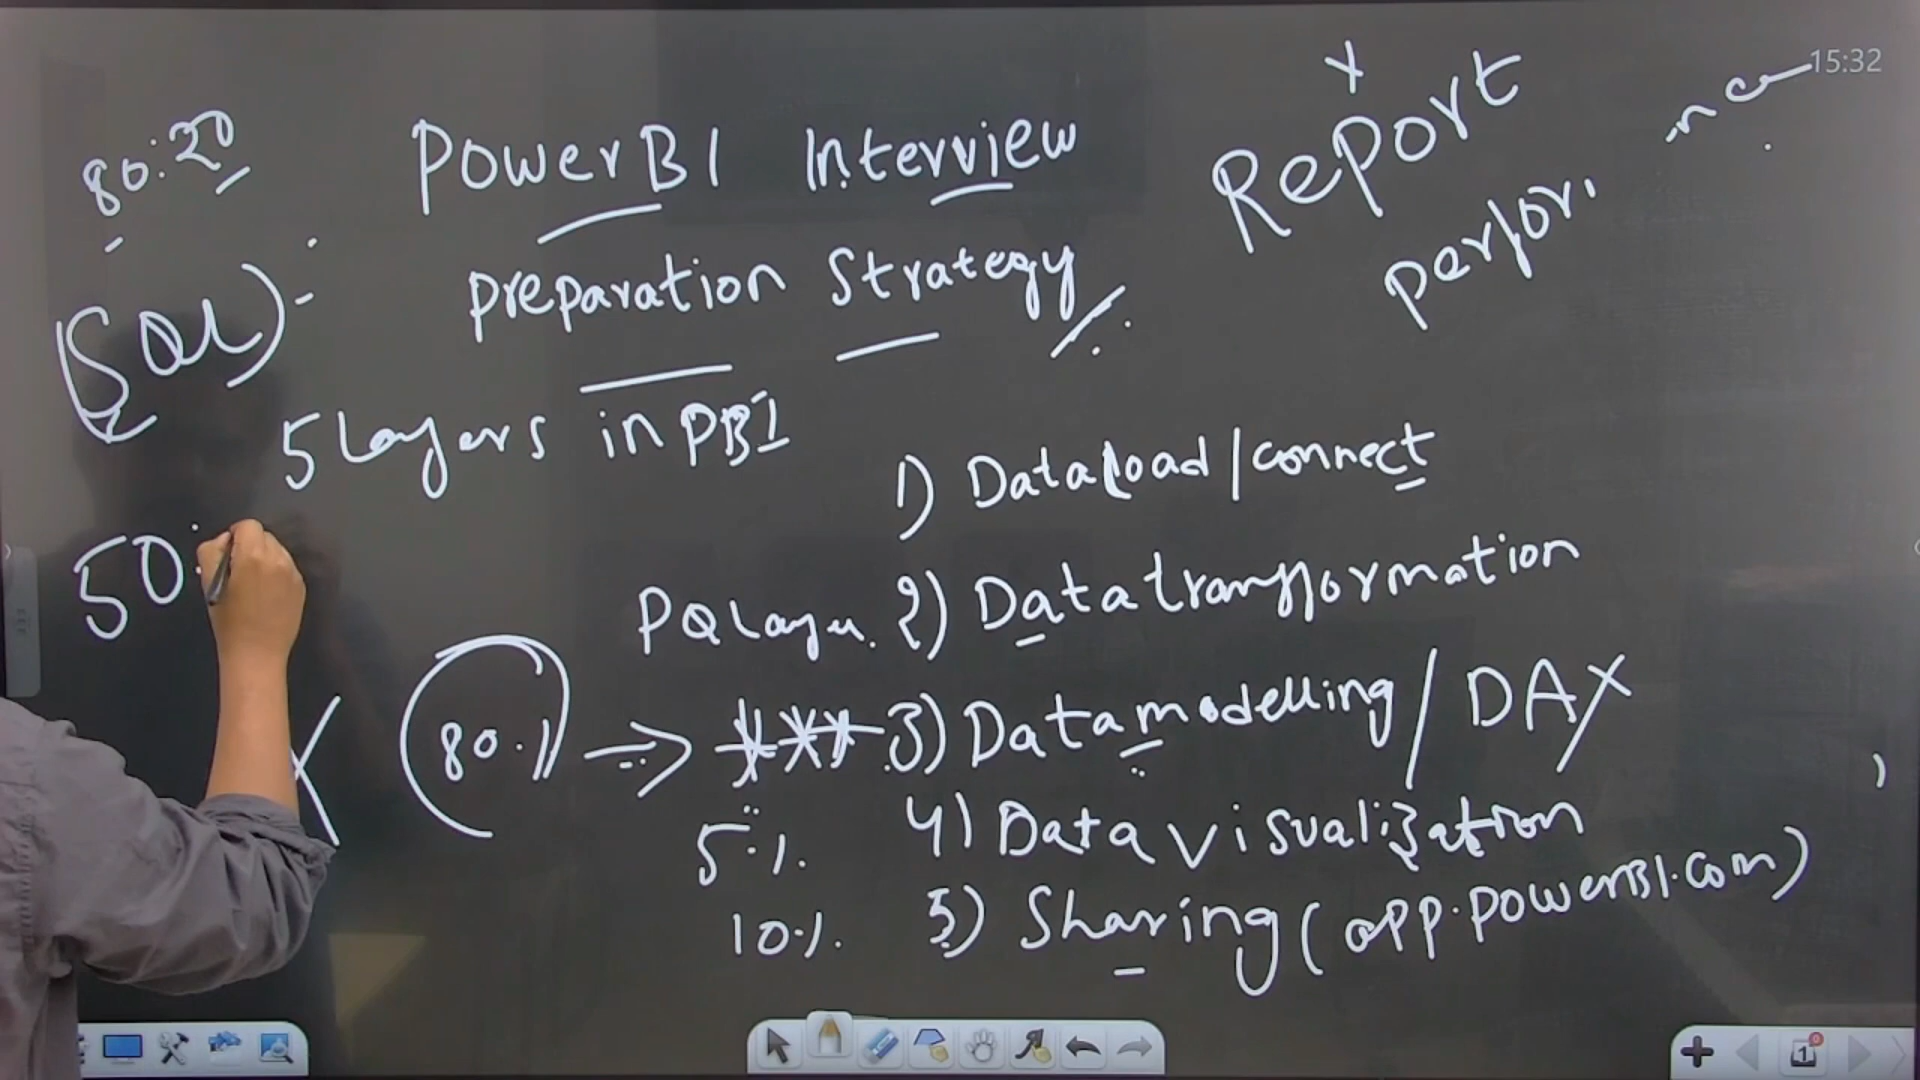 15:32
80:20
PowerBI Interview
Report
preparation Strategy
perfor
(SQL):-
5 Layers in PBI
1) Data load / connect
50:
PQ Layer. 2) Data transformation
80% → *** 3) Data modelling / DAX
5% 4) Data visualization
10% 5) Sharing (app.powerBI.com)
1